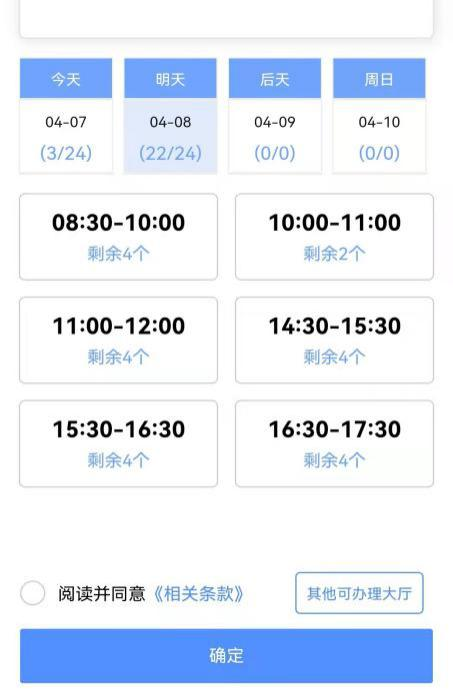 今天 明天 后天 周日
04-07 04-08 04-09 04-10
(3/24) (22/24) (0/0) (0/0)
08:30-10:00 10:00-11:00
剩余4个 剩余2个
11:00-12:00 14:30-15:30
剩余4个 剩余4个
15:30-16:30 16:30-17:30
剩余4个 剩余4个
阅读并同意《相关条款》 其他可办理大厅
确定